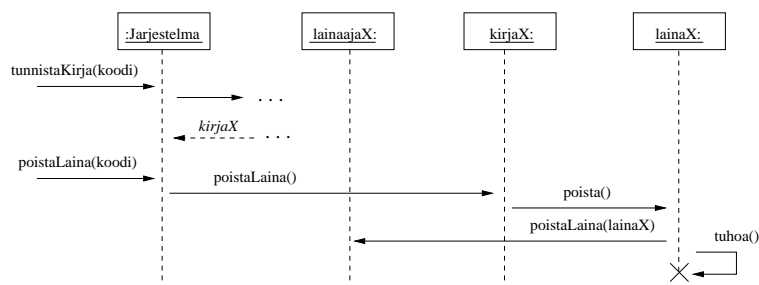 :Jarjestelma
lainaajaX:
kirjaX:
lainaX:
tunnistaKirja(koodi)
. . .
kirjaX
. . .
poistaLaina(koodi)
poistaLaina()
poista()
poistaLaina(lainaX)
tuhoa()